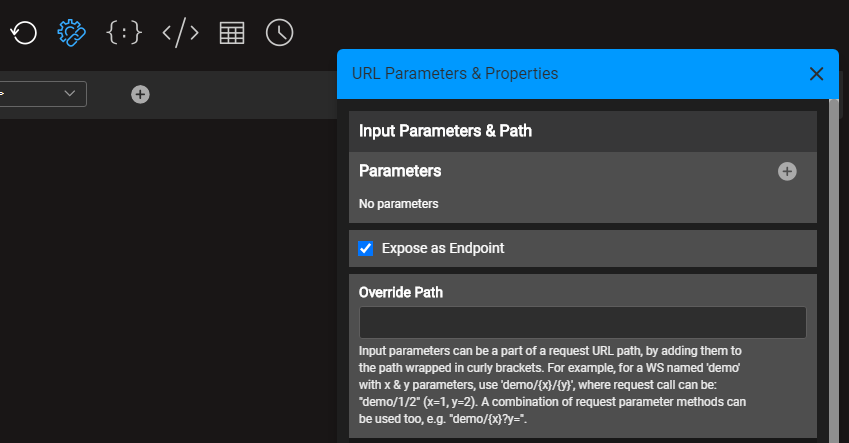 {:}
</>
>
URL Parameters & Properties
Input Parameters & Path
Parameters
No parameters
Expose as Endpoint
Override Path
Input parameters can be a part of a request URL path, by adding them to
the path wrapped in curly brackets. For example, for a WS named 'demo'
with x & y parameters, use 'demo/{x}/{y}', where request call can be:
"demo/1/2" (x=1, y=2). A combination of request parameter methods can
be used too, e.g. "demo/{x}?y=".